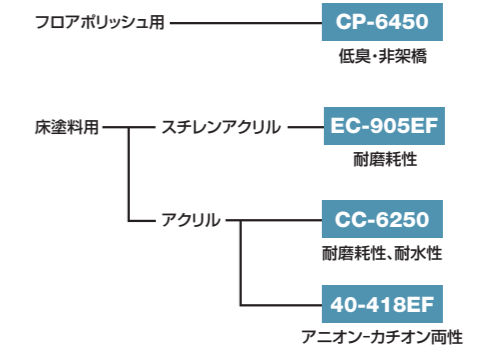 フロアポリッシュ用 CP-6450
低臭・非架橋
床塗料用 スチレンアクリル EC-905EF
耐磨耗性
アクリル CC-6250
耐磨耗性、耐水性
40-418EF
アニオン-カチオン両性